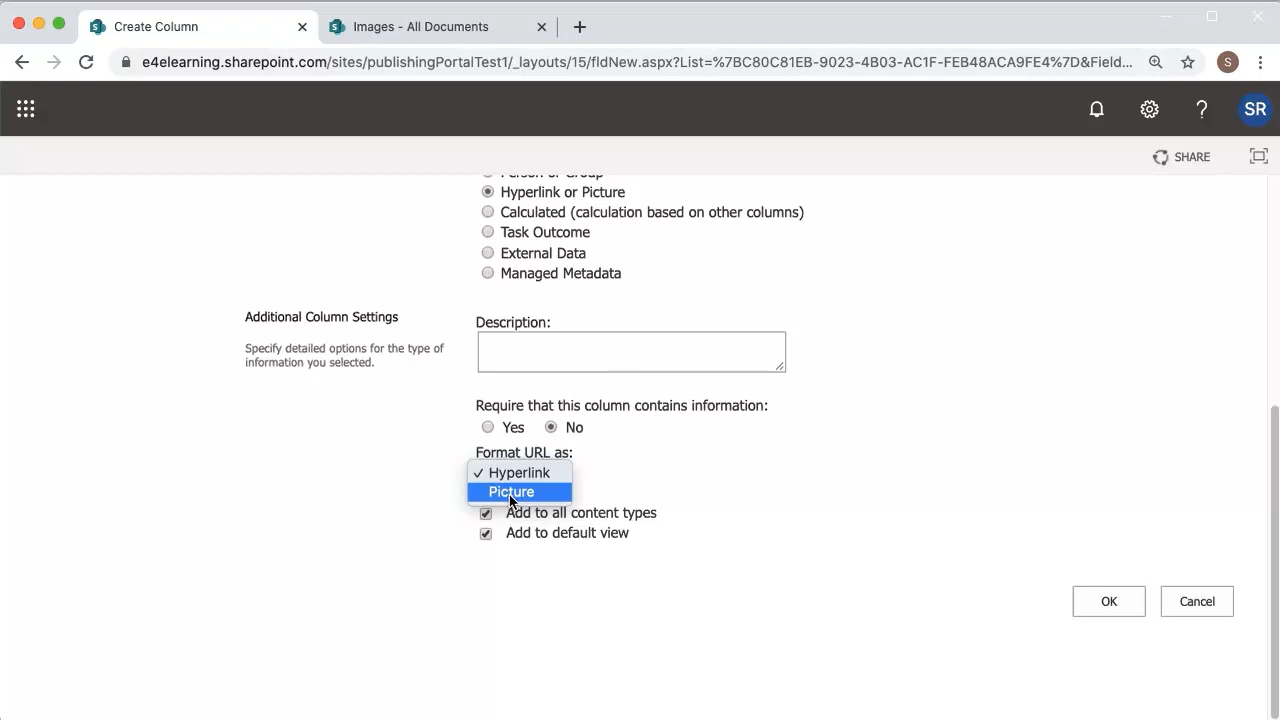 Create Column
Images - All Documents
e4elearning.sharepoint.com/sites/publishingPortalTest1/_layouts/15/fldNew.aspx?List=%7BC80C81EB-9023-4B03-AC1F-FEB48ACA9FE4%7D&Field...
S
SR
SHARE
Person or Group
Hyperlink or Picture
Calculated (calculation based on other columns)
Task Outcome
External Data
Managed Metadata
Additional Column Settings
Specify detailed options for the type of
information you selected.
Description:
Require that this column contains information:
Yes No
Format URL as:
✓ Hyperlink
Picture
Add to all content types
Add to default view
OK Cancel